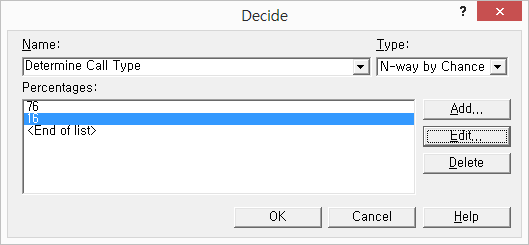 Decide
? ×
Name:
Type:
Determine Call Type
N-way by Chance
Percentages:
76
16
<End of list>
Add...
Edit...
Delete
OK
Cancel
Help